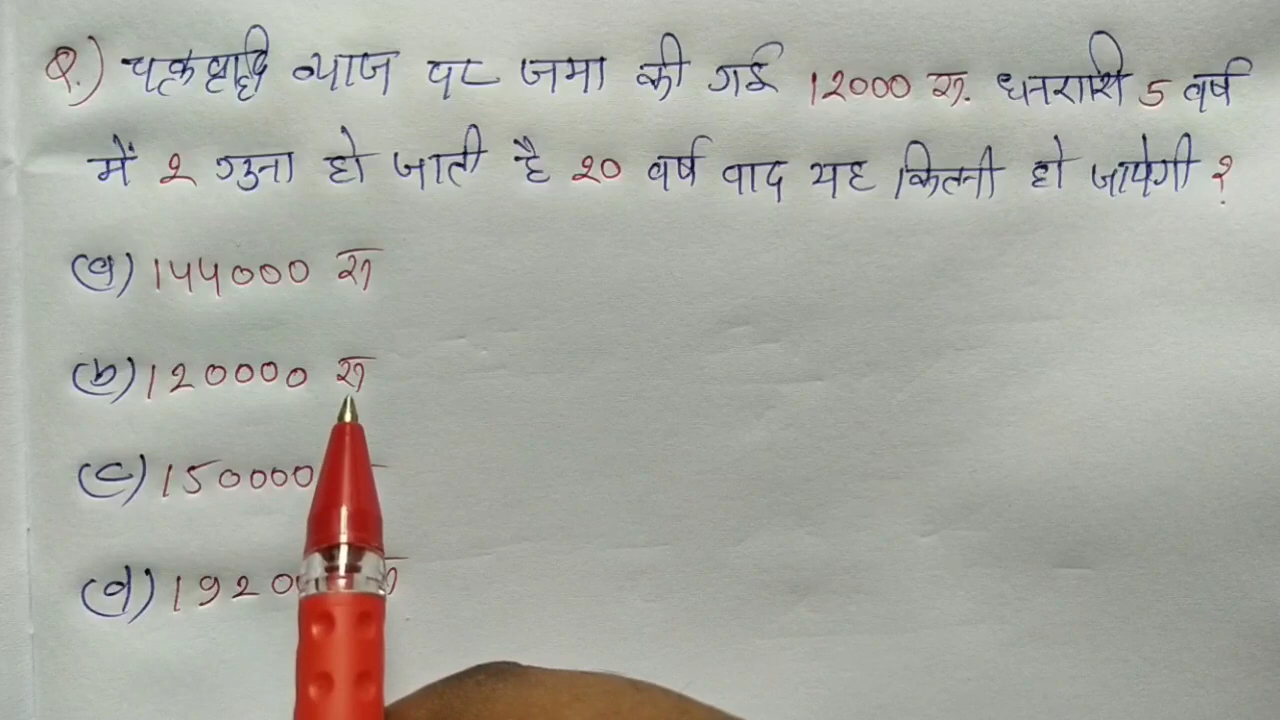 Q.) चक्रवृद्धि ब्याज पर जमा की गई 12000 रु. धनराशि 5 वर्ष
में 2 गुना हो जाती है 20 वर्ष बाद यह कितनी हो जायेगी ?
(a) 144000 रु
(b) 120000 रु
(c) 150000
(d) 1920